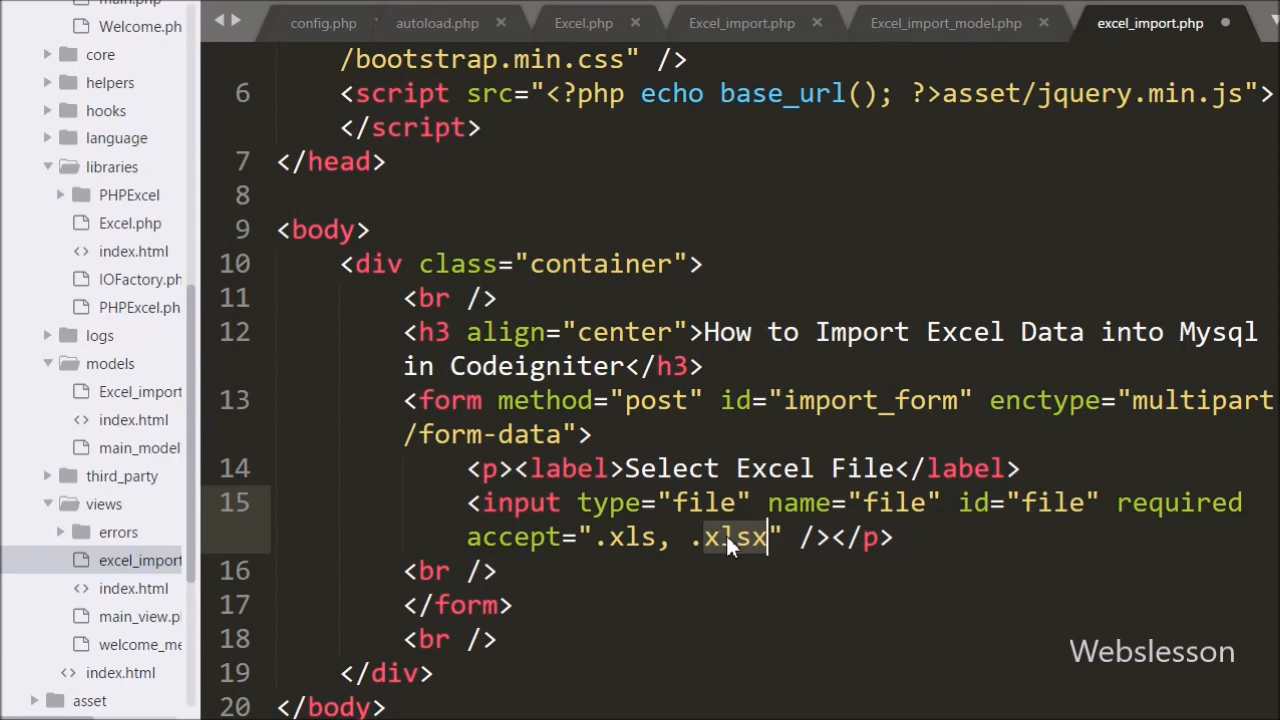 main.php
Welcome.ph
core
helpers
hooks
language
libraries
PHPExcel
Excel.php
index.html
IOFactory.ph
PHPExcel.ph
logs
models
Excel_import
index.html
main_model
third_party
views
errors
excel_import
index.html
main_view.p
welcome_me
index.html
asset
config.php
autoload.php
Excel.php
Excel_import.php
Excel_import_model.php
excel_import.php
/bootstrap.min.css" />
6 <script src="<?php echo base_url(); ?>asset/jquery.min.js">
</script>
7 </head>
8
9 <body>
10 <div class="container">
11 <br />
12 <h3 align="center">How to Import Excel Data into Mysql
in Codeigniter</h3>
13 <form method="post" id="import_form" enctype="multipart
/form-data">
14 <p><label>Select Excel File</label>
15 <input type="file" name="file" id="file" required
accept=".xls, .xlsx" /></p>
16 <br />
17 </form>
18 <br />
19 </div>
20 </body>
Webslesson